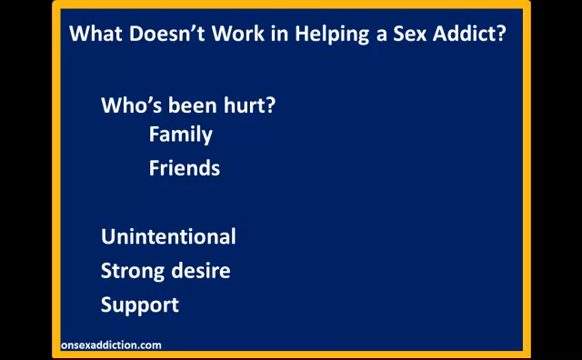 What Doesn't Work in Helping a Sex Addict?
Who's been hurt?
Family
Friends
Unintentional
Strong desire
Support
onsexaddiction.com